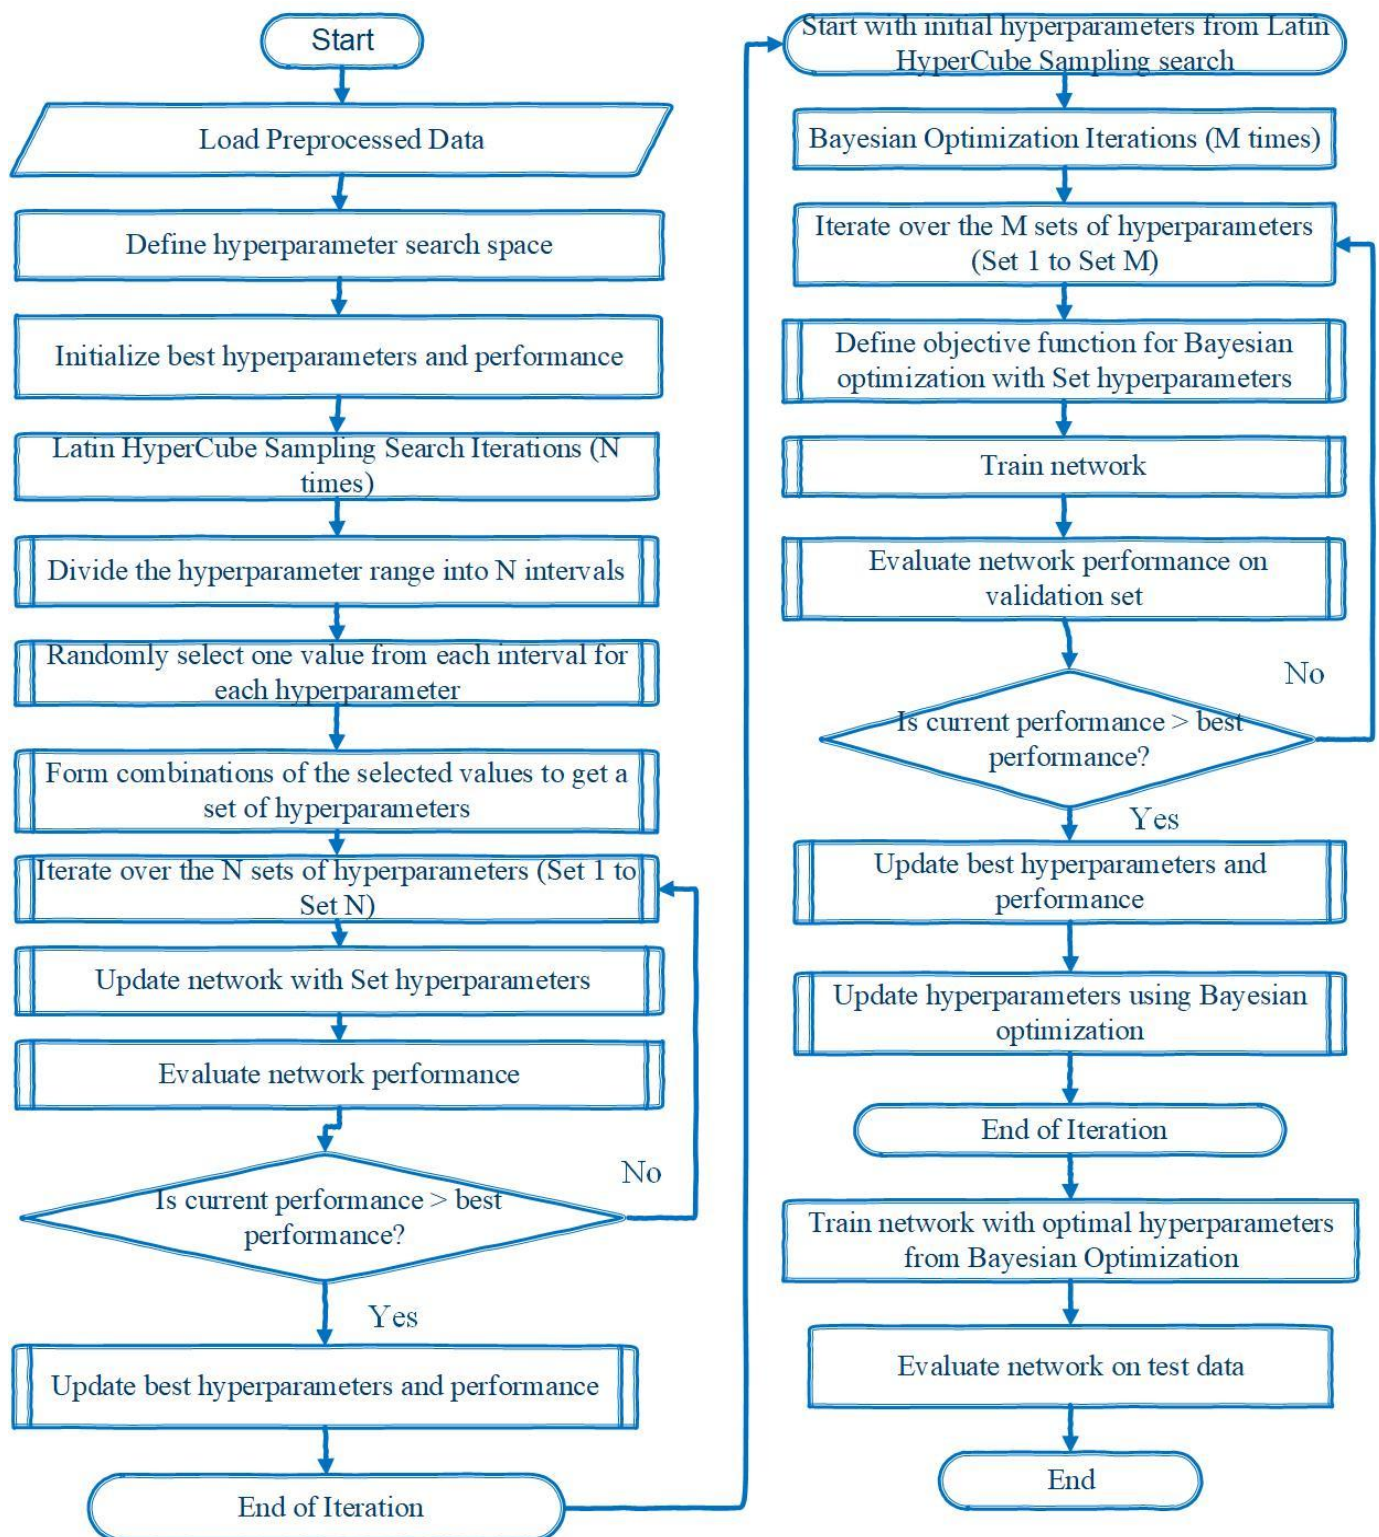 Start
Load Preprocessed Data
Define hyperparameter search space
Initialize best hyperparameters and performance
Latin HyperCube Sampling Search Iterations (N
times)
Divide the hyperparameter range into N intervals
Randomly select one value from each interval for
each hyperparameter
Form combinations of the selected values to get a
set of hyperparameters
Iterate over the N sets of hyperparameters (Set 1 to
Set N)
Update network with Set hyperparameters
Evaluate network performance
Is current performance > best
performance?
No
Yes
Update best hyperparameters and performance
End of Iteration
Start with initial hyperparameters from Latin
HyperCube Sampling search
Bayesian Optimization Iterations (M times)
Iterate over the M sets of hyperparameters
(Set 1 to Set M)
Define objective function for Bayesian
optimization with Set hyperparameters
Train network
Evaluate network performance on
validation set
Is current performance > best
performance?
No
Yes
Update best hyperparameters and
performance
Update hyperparameters using Bayesian
optimization
End of Iteration
Train network with optimal hyperparameters
from Bayesian Optimization
Evaluate network on test data
End